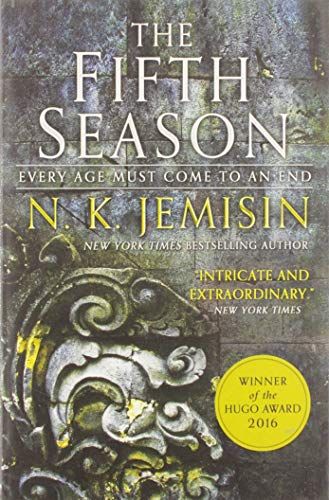 THE
FIFTH
SEASON
EVERY AGE MUST COME TO AN END
N. K. JEMISIN
NEW YORK TIMES BESTSELLING AUTHOR
"INTRICATE AND
EXTRAORDINARY."
NEW YORK TIMES
WINNER
of the
HUGO AWARD
2016